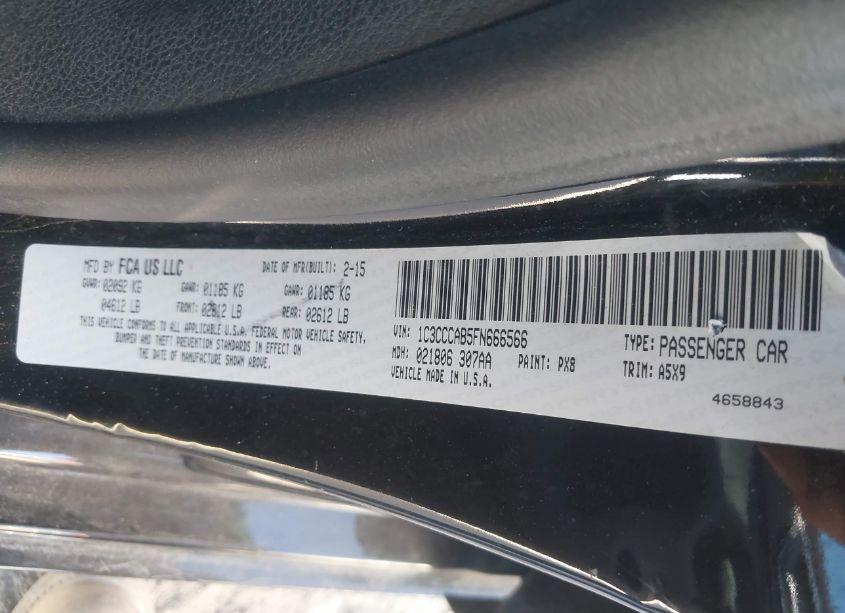 MFD BY FCA US LLC DATE OF MFR(BUILT): 2-15
GVWR: 02092 KG GAWR: 01185 KG GAWR: 01185 KG
04612 LB FRONT: 02612 LB REAR: 02612 LB
THIS VEHICLE CONFORMS TO ALL APPLICABLE U.S.A. FEDERAL MOTOR VEHICLE SAFETY,
BUMPER AND THEFT PREVENTION STANDARDS IN EFFECT ON
THE DATE OF MANUFACTURE SHOWN ABOVE.
VIN: 1C3CCCAB5FN666566 TYPE: PASSENGER CAR
MDH: 021806 307AA PAINT: PX8 TRIM: A5X9
VEHICLE MADE IN U.S.A.
4658843